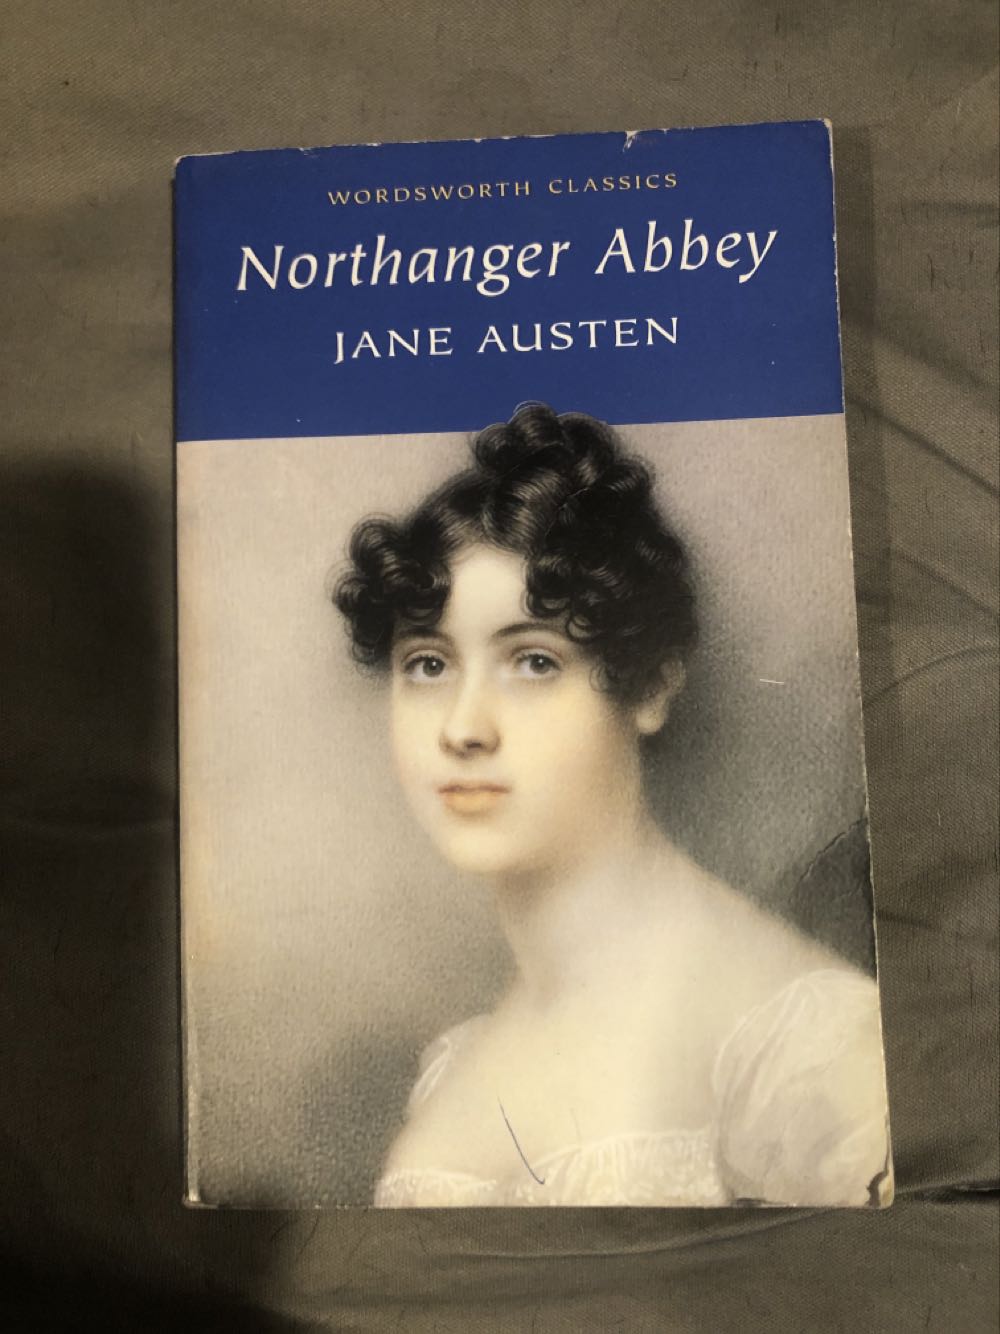 WORDSWORTH CLASSICS
Northanger Abbey
JANE AUSTEN